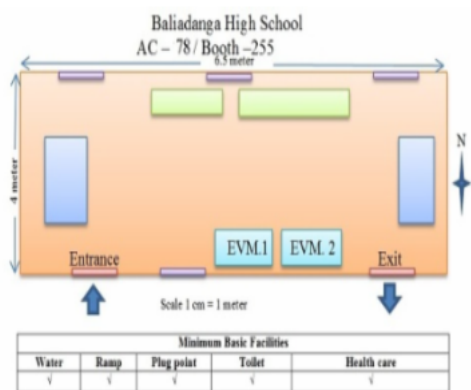 Baliadanga High School
AC – 78 / Booth –255
6.5 meter
N
4 meter
EVM.1 EVM. 2
Entrance Exit
Scale 1 cm = 1 meter
Minimum Basic Facilities
Water Ramp Plug point Toilet Health care
√ √ √ √ √